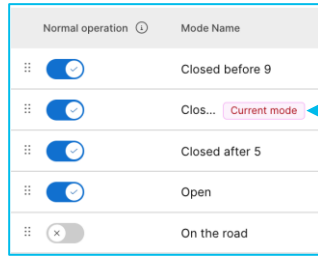 Normal operation Mode Name
Closed before 9
Clos... Current mode
Closed after 5
Open
On the road